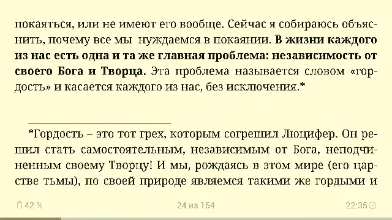 покаяться, или не имеют его вообще. Сейчас я собираюсь объяс-
нить, почему все мы нуждаемся в покаянии. В жизни каждого
из нас есть одна и та же главная проблема: независимость от
своего Бога и Творца. Эта проблема называется словом «гор-
дость» и касается каждого из нас, без исключения.*
*Гордость – это тот грех, которым согрешил Люцифер. Он ре-
шил стать самостоятельным, независимым от Бога, неподчи-
ненным своему Творцу! И мы, рождаясь в этом мире (его цар-
стве тьмы), по своей природе являемся такими же гордыми и
42 % 24 из 154 22:35